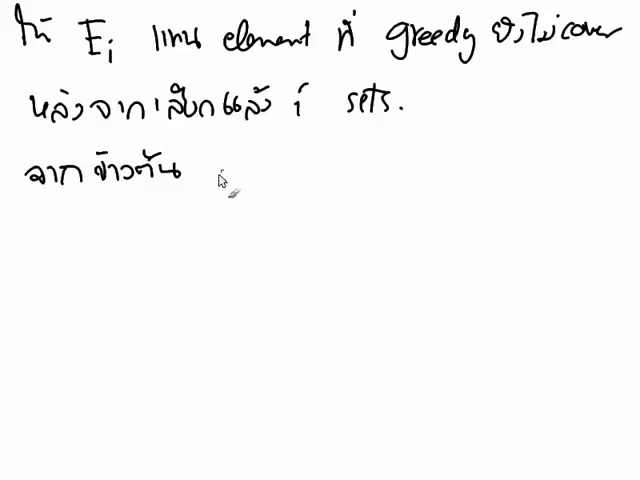 ให้ Ei แทน element ที่ greedy ยังไม่ cover
หลังจากเลือกแล้ว i sets.
จากข้างต้น